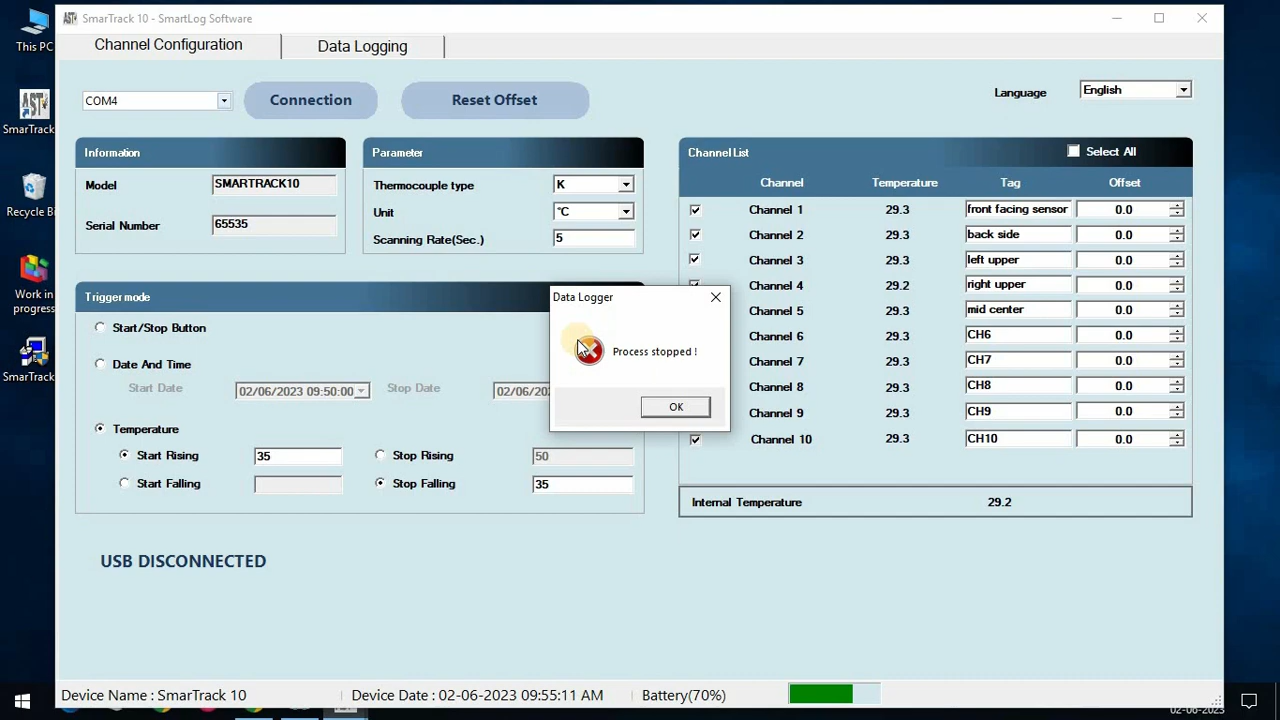 This PC
SmarTrack 10 - SmartLog Software
Channel Configuration
Data Logging
COM4
Connection
Reset Offset
Language
English
AST
SmarTrack
Information
Model
SMARTRACK10
Serial Number
65535
Parameter
Thermocouple type
K
Unit
°C
Scanning Rate(Sec.)
5
Channel List
Select All
Channel Temperature Tag Offset
Channel 1 29.3 front facing sensor 0.0
Channel 2 29.3 back side 0.0
Channel 3 29.3 left upper 0.0
Channel 4 29.2 right upper 0.0
Channel 5 29.3 mid center 0.0
Channel 6 29.3 CH6 0.0
Channel 7 29.3 CH7 0.0
Channel 8 29.3 CH8 0.0
Channel 9 29.3 CH9 0.0
Channel 10 29.3 CH10 0.0
Internal Temperature 29.2
Recycle Bi
Work in
progress
SmarTrack
Trigger mode
Start/Stop Button
Date And Time
Start Date
02/06/2023 09:50:00
Stop Date
02/06/20
Temperature
Start Rising
35
Stop Rising
50
Start Falling
Stop Falling
35
Data Logger
Process stopped !
OK
USB DISCONNECTED
Device Name : SmarTrack 10
Device Date : 02-06-2023 09:55:11 AM
Battery(70%)
02-06-2023